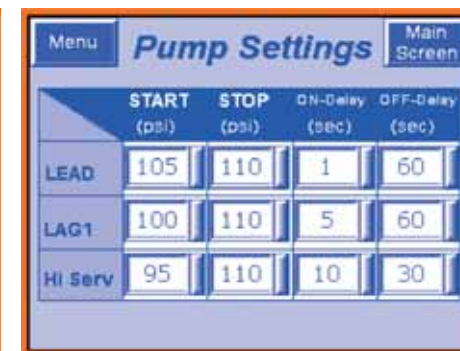 Menu Pump Settings Main Screen
START STOP ON-Delay OFF-Delay
(psi) (psi) (sec) (sec)
LEAD 105 110 1 60
LAG1 100 110 5 60
Hi Serv 95 110 10 30